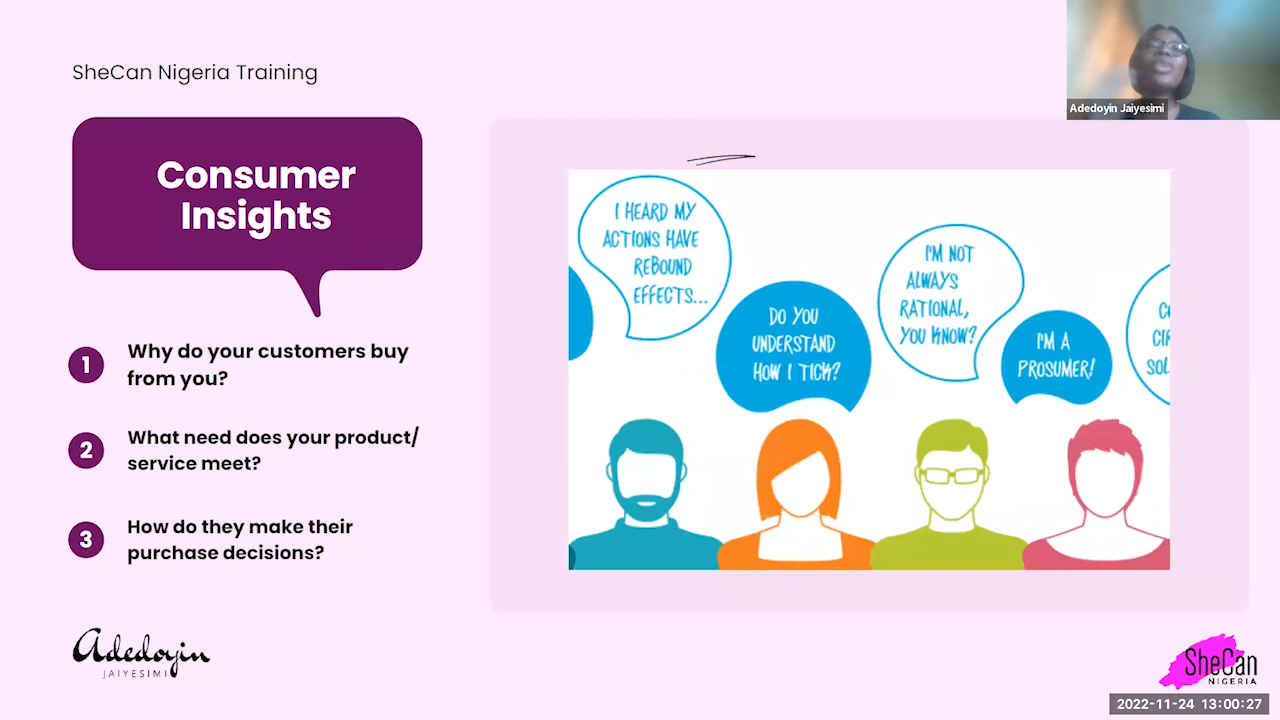 SheCan Nigeria Training
Adedoyin Jaiyesimi
Consumer
Insights
1
Why do your customers buy
from you?
2
What need does your product/
service meet?
3
How do they make their
purchase decisions?
I HEARD MY
ACTIONS HAVE
REBOUND
EFFECTS...
DO YOU
UNDERSTAND
HOW I TICK?
I'M NOT
ALWAYS
RATIONAL,
YOU KNOW?
I'M A
PROSUMER!
Adedoyin
JAIYESIMI
SheCan
NIGERIA
2022-11-24 13:00:27